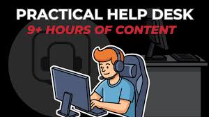 PRACTICAL HELP DESK
9+ HOURS OF CONTENT